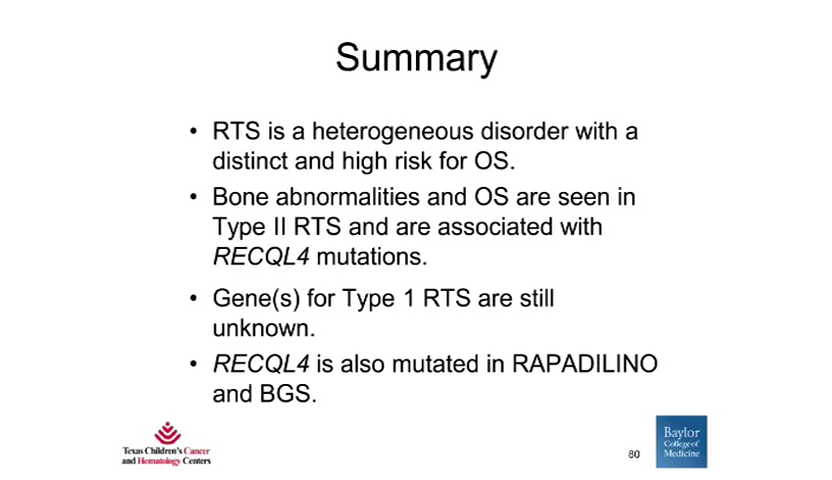 Summary
• RTS is a heterogeneous disorder with a
distinct and high risk for OS.
• Bone abnormalities and OS are seen in
Type II RTS and are associated with
RECQL4 mutations.
• Gene(s) for Type 1 RTS are still
unknown.
• RECQL4 is also mutated in RAPADILINO
and BGS.
Texas Children's Cancer
and Hematology Centers
80
Baylor
College of
Medicine